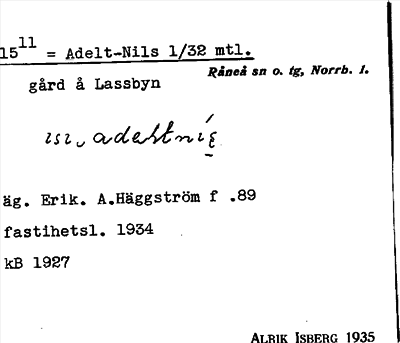 15¹¹ = Adelt-Nils 1/32 mtl.
Råneå sn o. tg, Norrb. l.
gård å Lassbyn
äg. Erik. A.Häggström f .89
fastihetsl. 1934
kB 1927
ALRIK ISBERG 1935